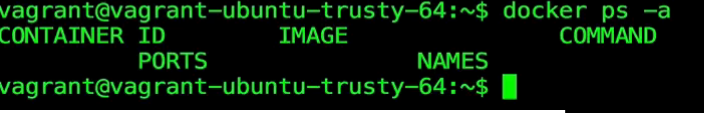 vagrant@vagrant-ubuntu-trusty-64:~$ docker ps -a
CONTAINER ID IMAGE COMMAND
PORTS NAMES
vagrant@vagrant-ubuntu-trusty-64:~$